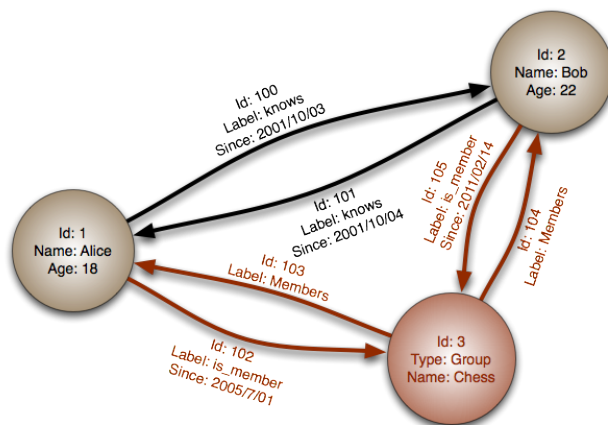 Id: 2
Name: Bob
Age: 22
Id: 100
Label: knows
Since: 2001/10/03
Id: 101
Label: knows
Since: 2001/10/04
Id: 105
Label: is_member
Since: 2011/02/14
Id: 104
Label: Members
Id: 1
Name: Alice
Age: 18
Id: 103
Label: Members
Id: 102
Label: is_member
Since: 2005/7/01
Id: 3
Type: Group
Name: Chess